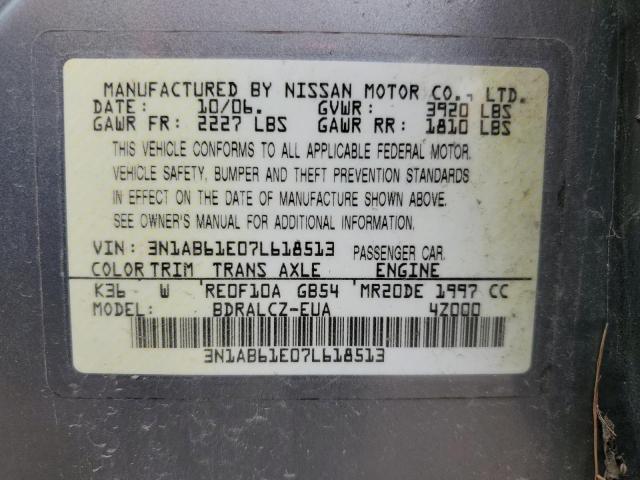 MANUFACTURED BY NISSAN MOTOR CO., LTD.
DATE: 10/06. GVWR: 3920 LBS
GAWR FR: 2227 LBS GAWR RR: 1810 LBS
THIS VEHICLE CONFORMS TO ALL APPLICABLE FEDERAL MOTOR
VEHICLE SAFETY, BUMPER AND THEFT PREVENTION STANDARDS
IN EFFECT ON THE DATE OF MANUFACTURE SHOWN ABOVE.
SEE OWNER'S MANUAL FOR ADDITIONAL INFORMATION.
VIN: 3N1AB61E07L618513 PASSENGER CAR.
COLOR TRIM TRANS AXLE ENGINE
K36 W RE0F10A GB54 MR20DE 1997 CC
MODEL: BDRALCZ-EUA 4Z000
3N1AB61E07L618513